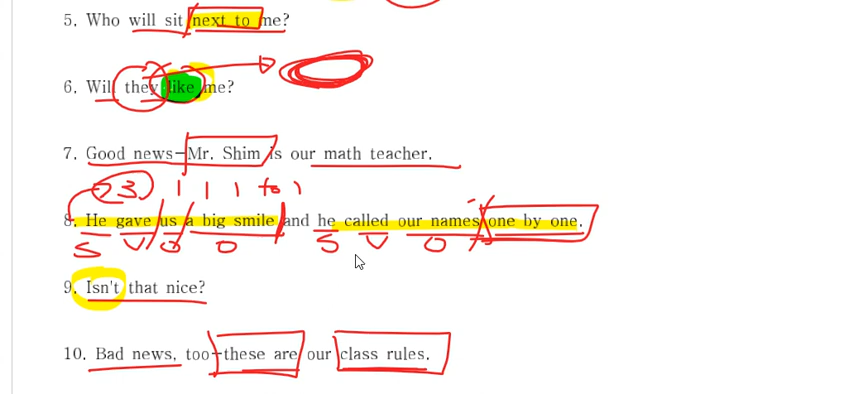 5. Who will sit next to me?
6. Will they like me?
7. Good news-Mr. Shim is our math teacher.
8. He gave us a big smile and he called our names one by one.
S V O O S V O
9. Isn't that nice?
10. Bad news, too-these are our class rules.